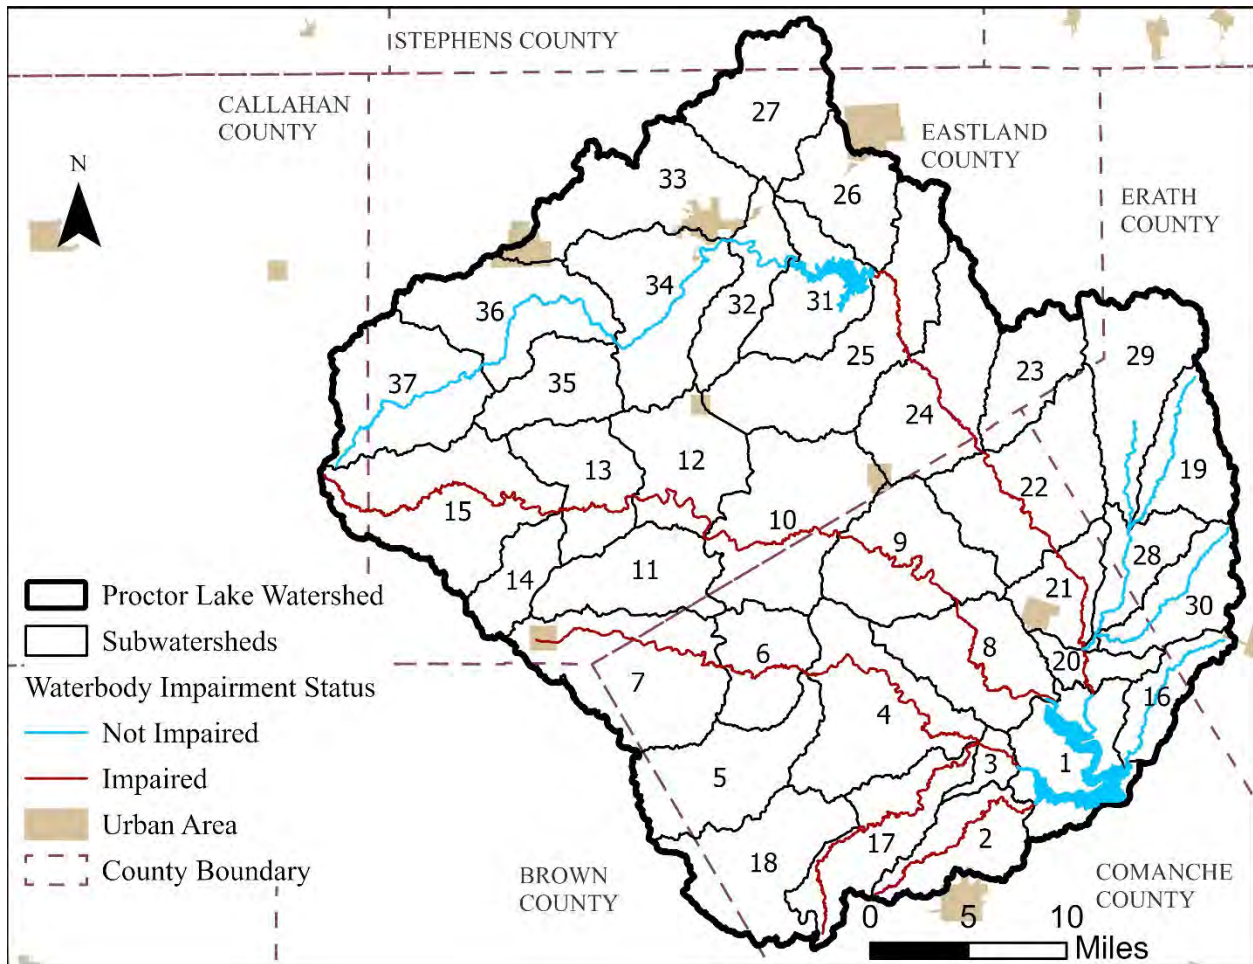 STEPHENS COUNTY
CALLAHAN
COUNTY
27
EASTLAND
COUNTY
N
33
26
ERATH
COUNTY
34
32
31
36
25
29
23
37
35
24
12
13
19
22
15
10
9
28
11
14
21
30
Proctor Lake Watershed
Subwatersheds
6
8
20
7
16
Waterbody Impairment Status
4
Not Impaired
1
3
Impaired
5
Urban Area
2
17
18
County Boundary
BROWN
COUNTY
COMANCHE
COUNTY
0 5 10
Miles